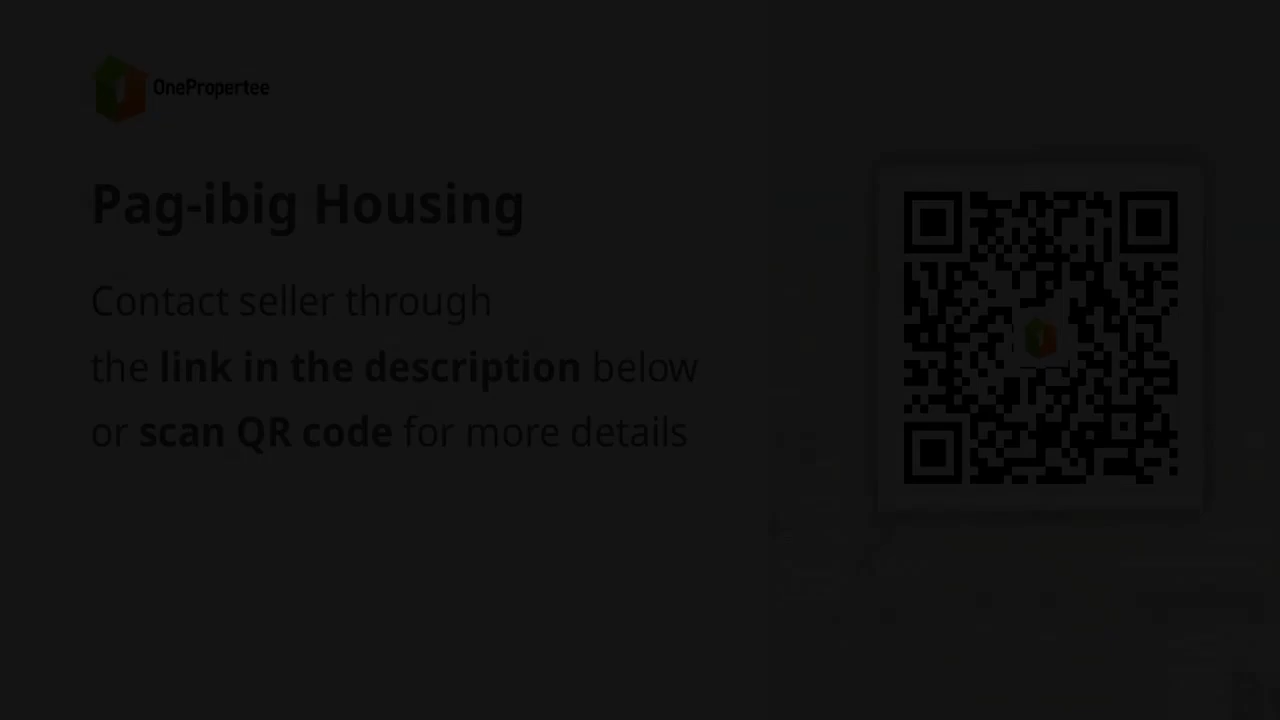 OnePropertee
Pag-ibig Housing
Contact seller through
the link in the description below
or scan QR code for more details